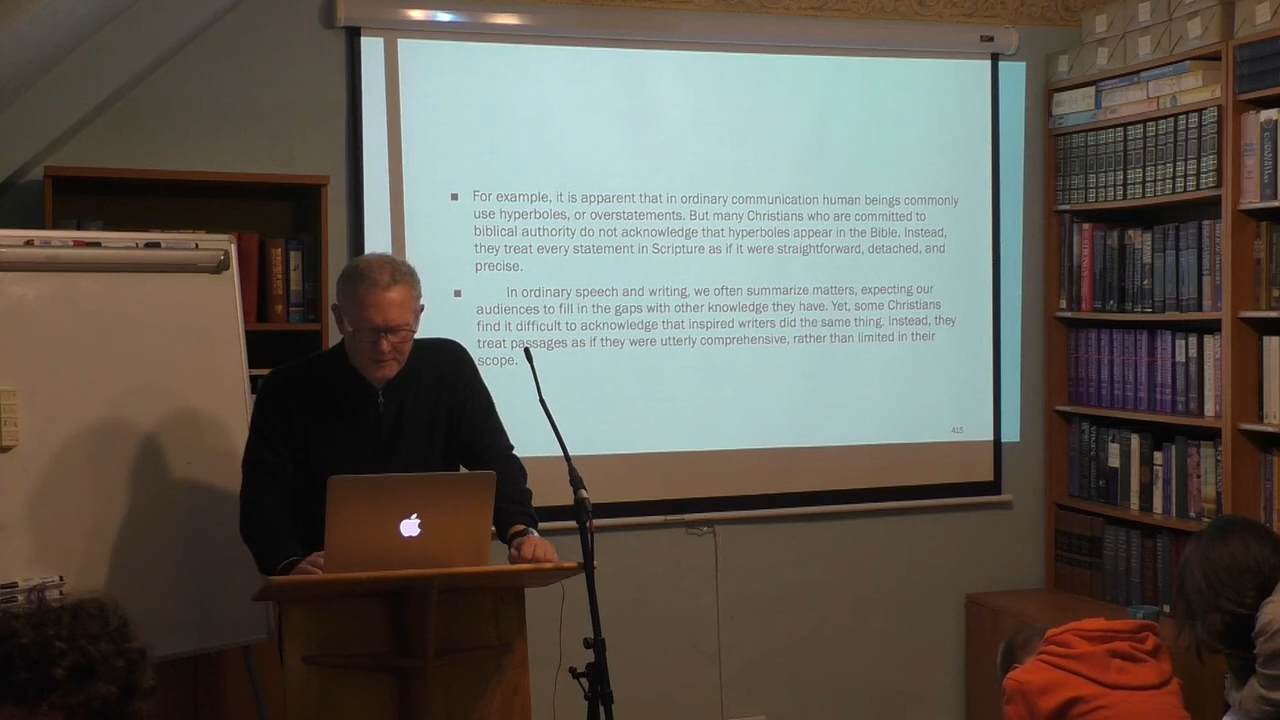 For example, it is apparent that in ordinary communication human beings commonly
use hyperboles, or overstatements. But many Christians who are committed to
biblical authority do not acknowledge that hyperboles appear in the Bible. Instead,
they treat every statement in Scripture as if it were straightforward, detached, and
precise.
In ordinary speech and writing, we often summarize matters, expecting our
audiences to fill in the gaps with other knowledge they have. Yet, some Christians
find it difficult to acknowledge that inspired writers did the same thing. Instead, they
treat passages as if they were utterly comprehensive, rather than limited in their
scope.
415